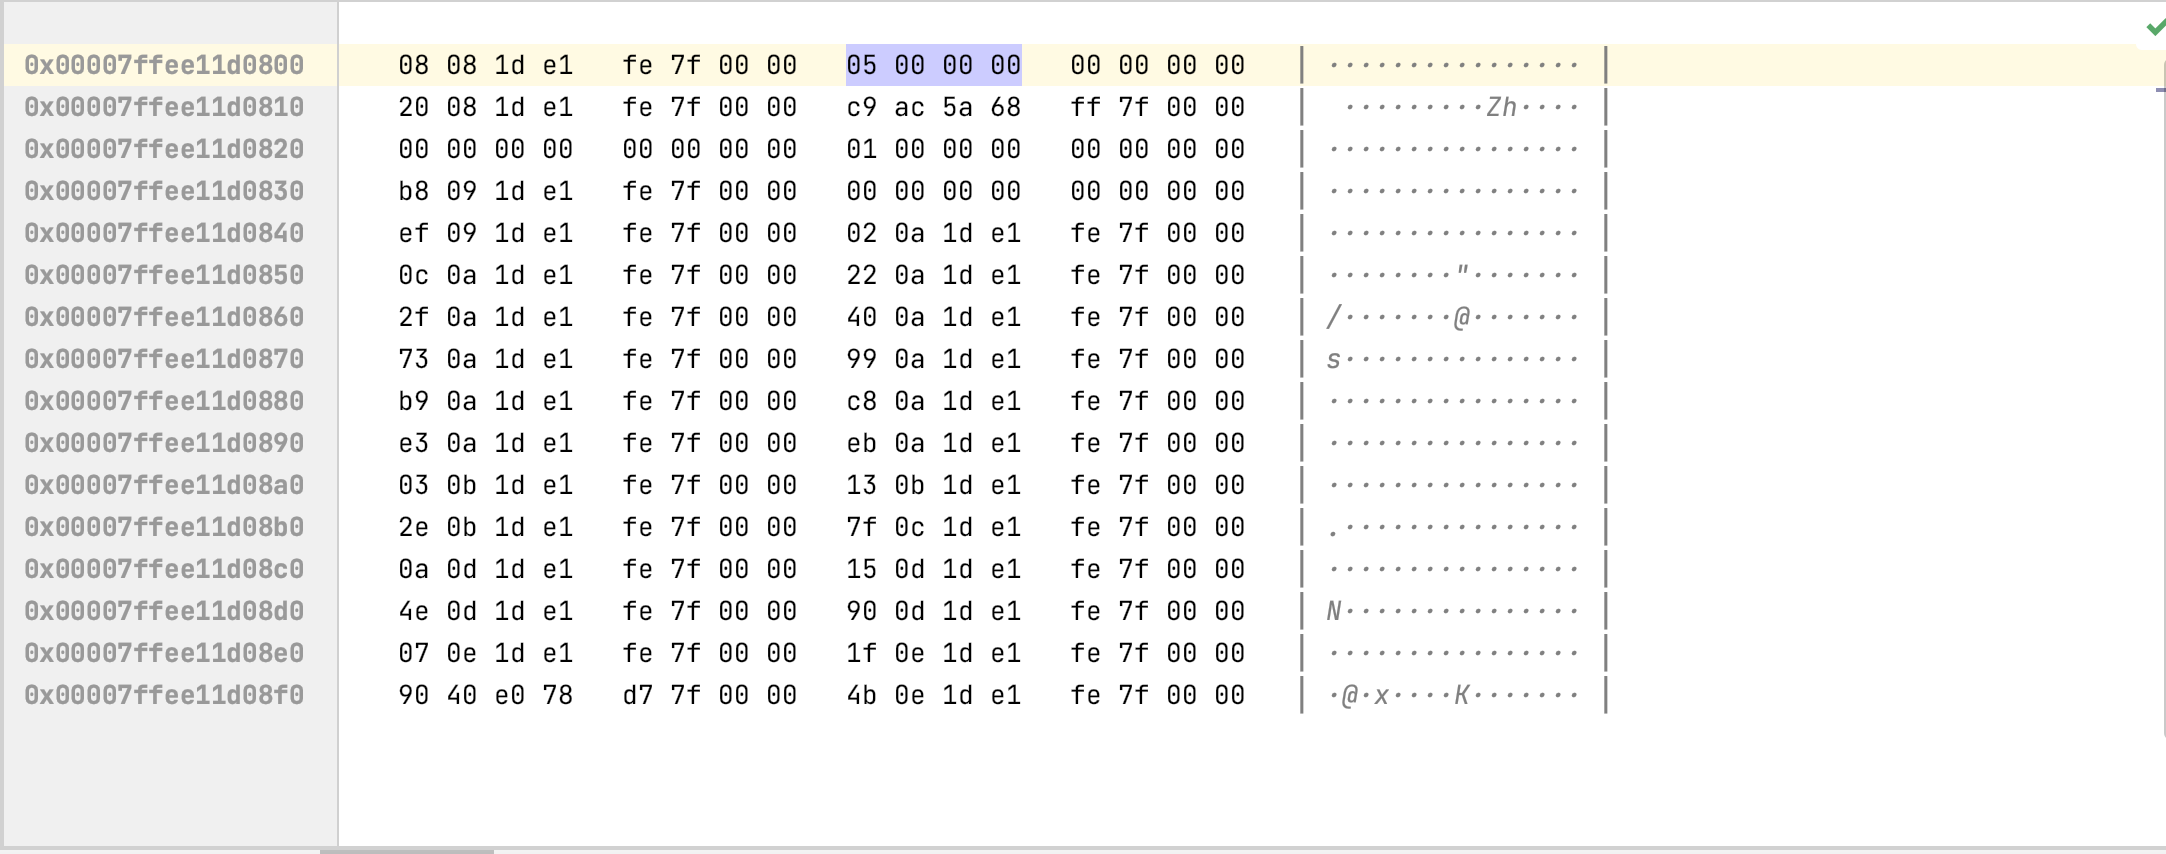 0x00007ffee11d0800 08 08 1d e1 fe 7f 00 00 05 00 00 00 00 00 00 00 | ················ |
0x00007ffee11d0810 20 08 1d e1 fe 7f 00 00 c9 ac 5a 68 ff 7f 00 00 |  ·········Zh···· |
0x00007ffee11d0820 00 00 00 00 00 00 00 00 01 00 00 00 00 00 00 00 | ················ |
0x00007ffee11d0830 b8 09 1d e1 fe 7f 00 00 00 00 00 00 00 00 00 00 | ················ |
0x00007ffee11d0840 ef 09 1d e1 fe 7f 00 00 02 0a 1d e1 fe 7f 00 00 | ················ |
0x00007ffee11d0850 0c 0a 1d e1 fe 7f 00 00 22 0a 1d e1 fe 7f 00 00 | ········"······· |
0x00007ffee11d0860 2f 0a 1d e1 fe 7f 00 00 40 0a 1d e1 fe 7f 00 00 | /·······@······· |
0x00007ffee11d0870 73 0a 1d e1 fe 7f 00 00 99 0a 1d e1 fe 7f 00 00 | s··············· |
0x00007ffee11d0880 b9 0a 1d e1 fe 7f 00 00 c8 0a 1d e1 fe 7f 00 00 | ················ |
0x00007ffee11d0890 e3 0a 1d e1 fe 7f 00 00 eb 0a 1d e1 fe 7f 00 00 | ················ |
0x00007ffee11d08a0 03 0b 1d e1 fe 7f 00 00 13 0b 1d e1 fe 7f 00 00 | ················ |
0x00007ffee11d08b0 2e 0b 1d e1 fe 7f 00 00 7f 0c 1d e1 fe 7f 00 00 | .··············· |
0x00007ffee11d08c0 0a 0d 1d e1 fe 7f 00 00 15 0d 1d e1 fe 7f 00 00 | ················ |
0x00007ffee11d08d0 4e 0d 1d e1 fe 7f 00 00 90 0d 1d e1 fe 7f 00 00 | N··············· |
0x00007ffee11d08e0 07 0e 1d e1 fe 7f 00 00 1f 0e 1d e1 fe 7f 00 00 | ················ |
0x00007ffee11d08f0 90 40 e0 78 d7 7f 00 00 4b 0e 1d e1 fe 7f 00 00 | ·@·x····K······· |